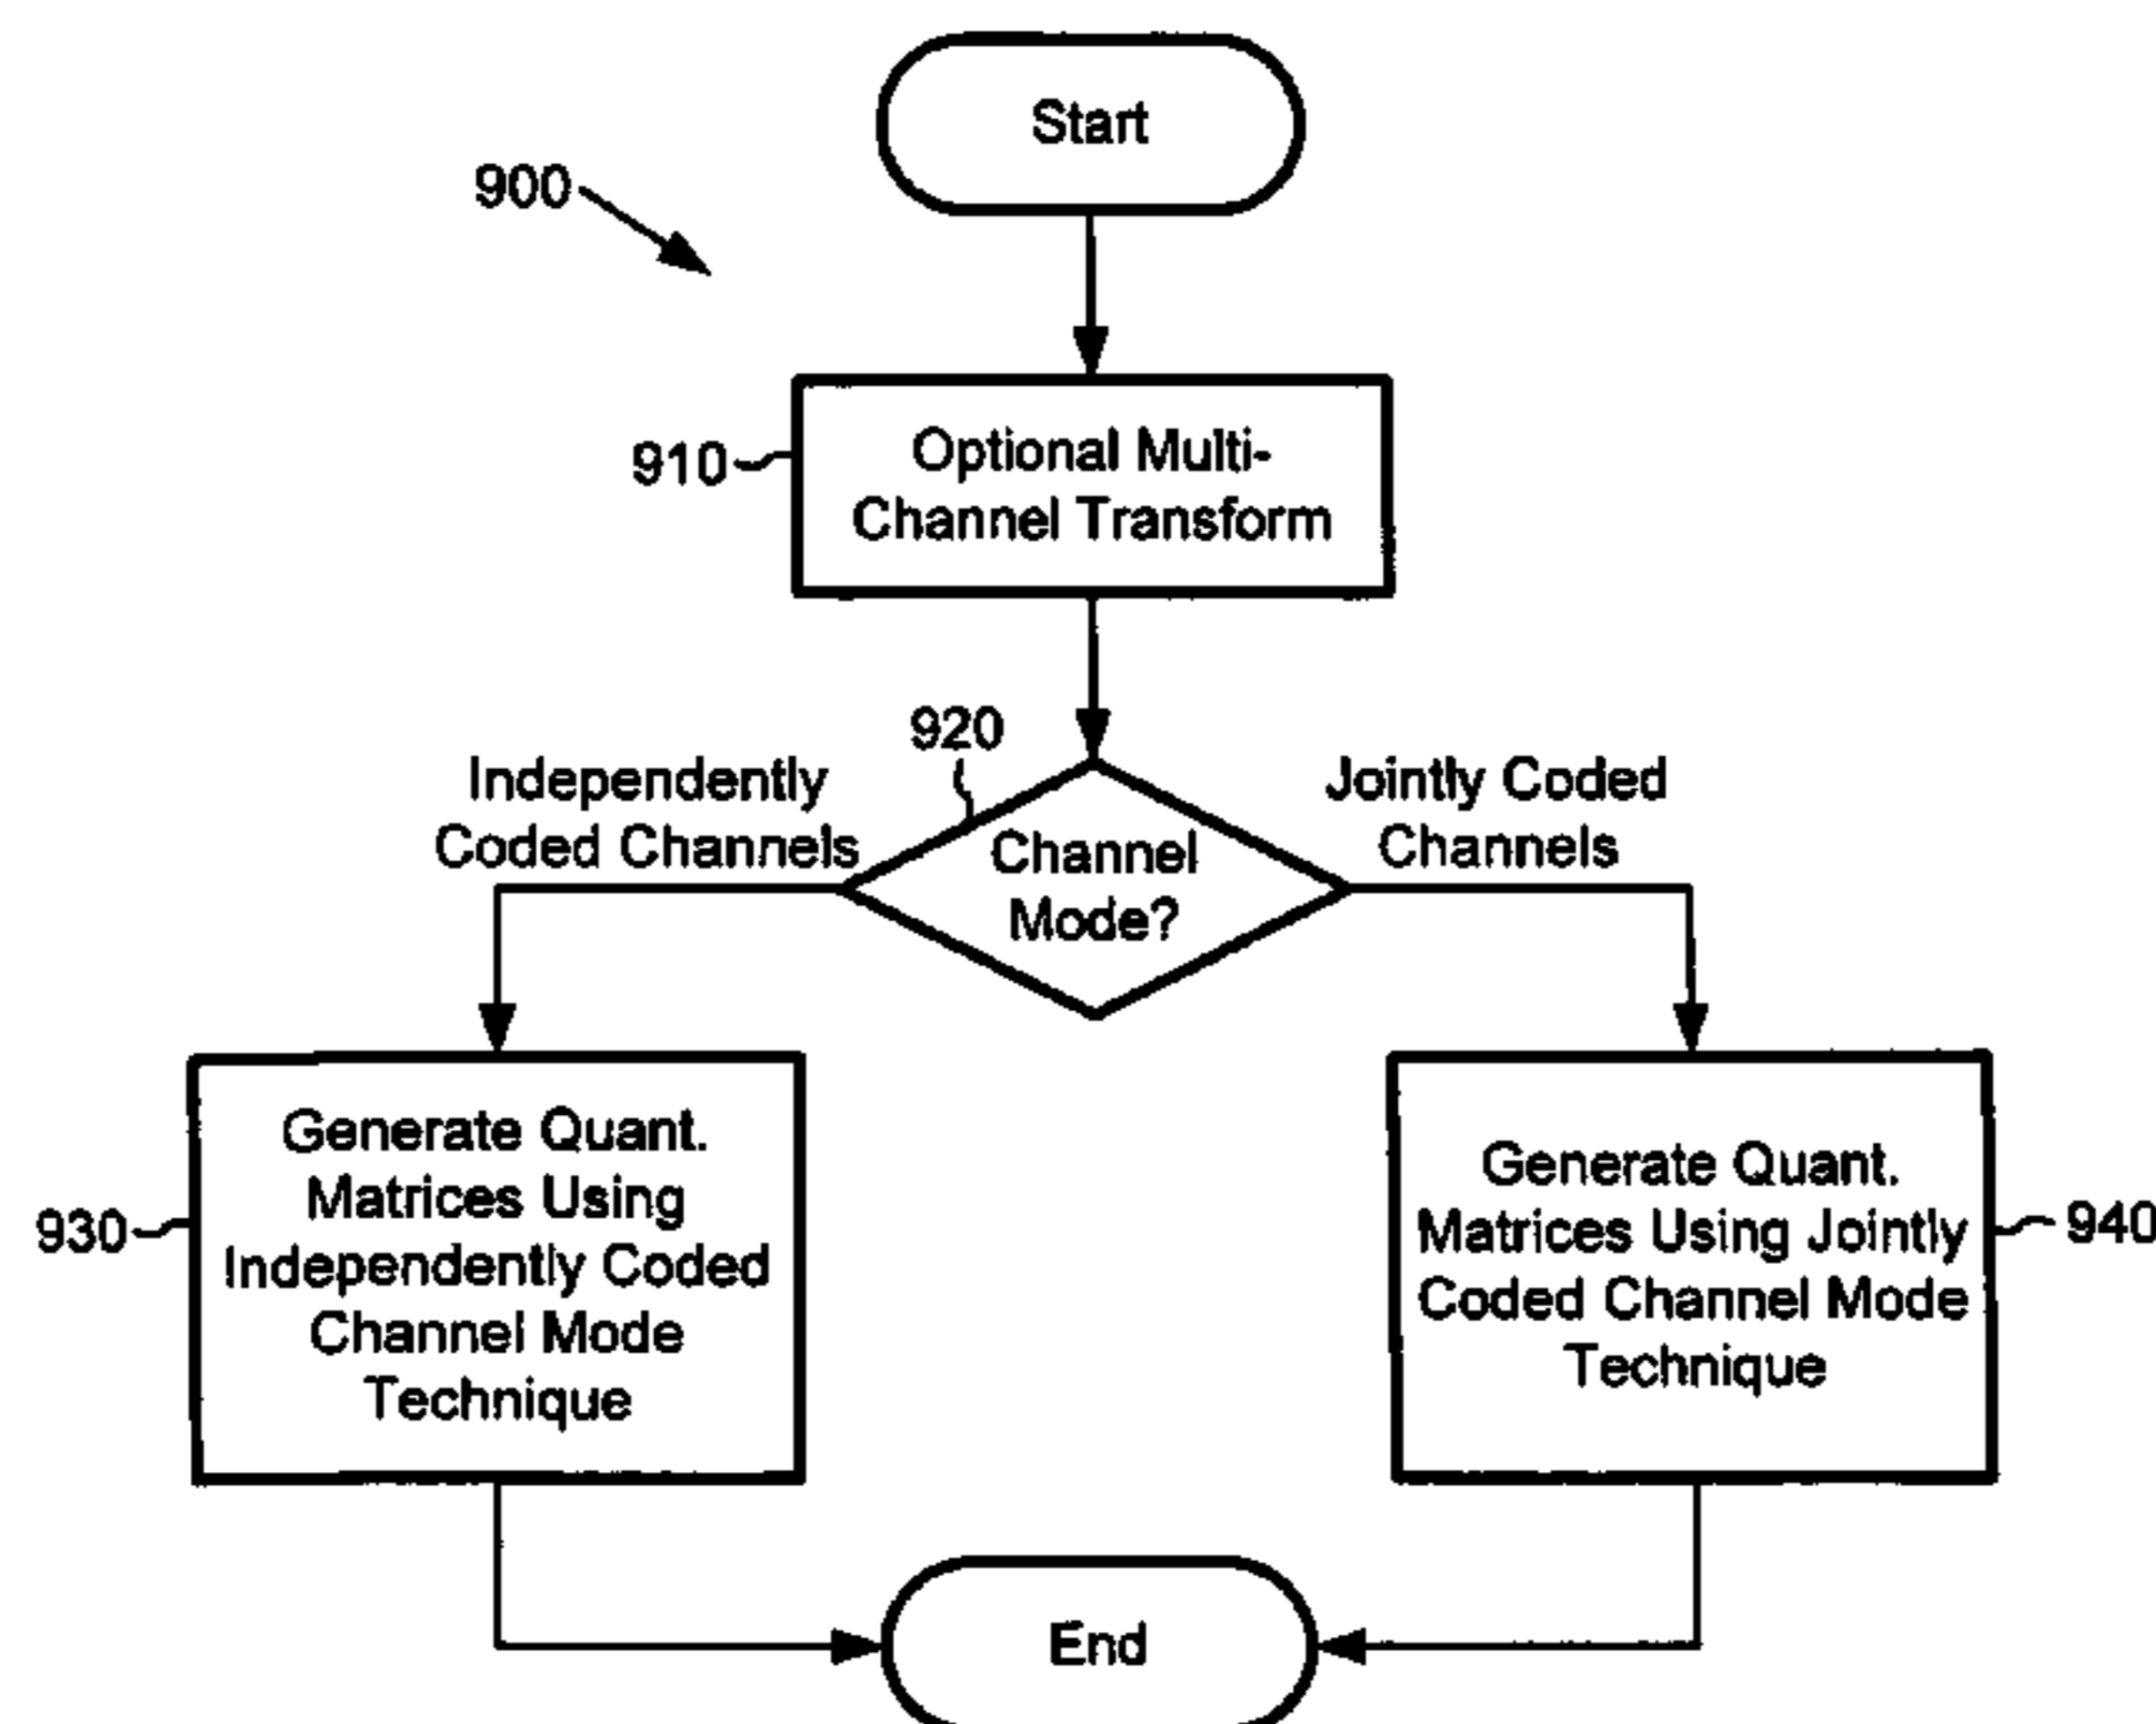 Start
900
910
Optional Multi-
Channel Transform
920
Independently
Coded Channels
Channel
Mode?
Jointly Coded
Channels
930
Generate Quant.
Matrices Using
Independently Coded
Channel Mode
Technique
Generate Quant.
Matrices Using Jointly
Coded Channel Mode
Technique
940
End